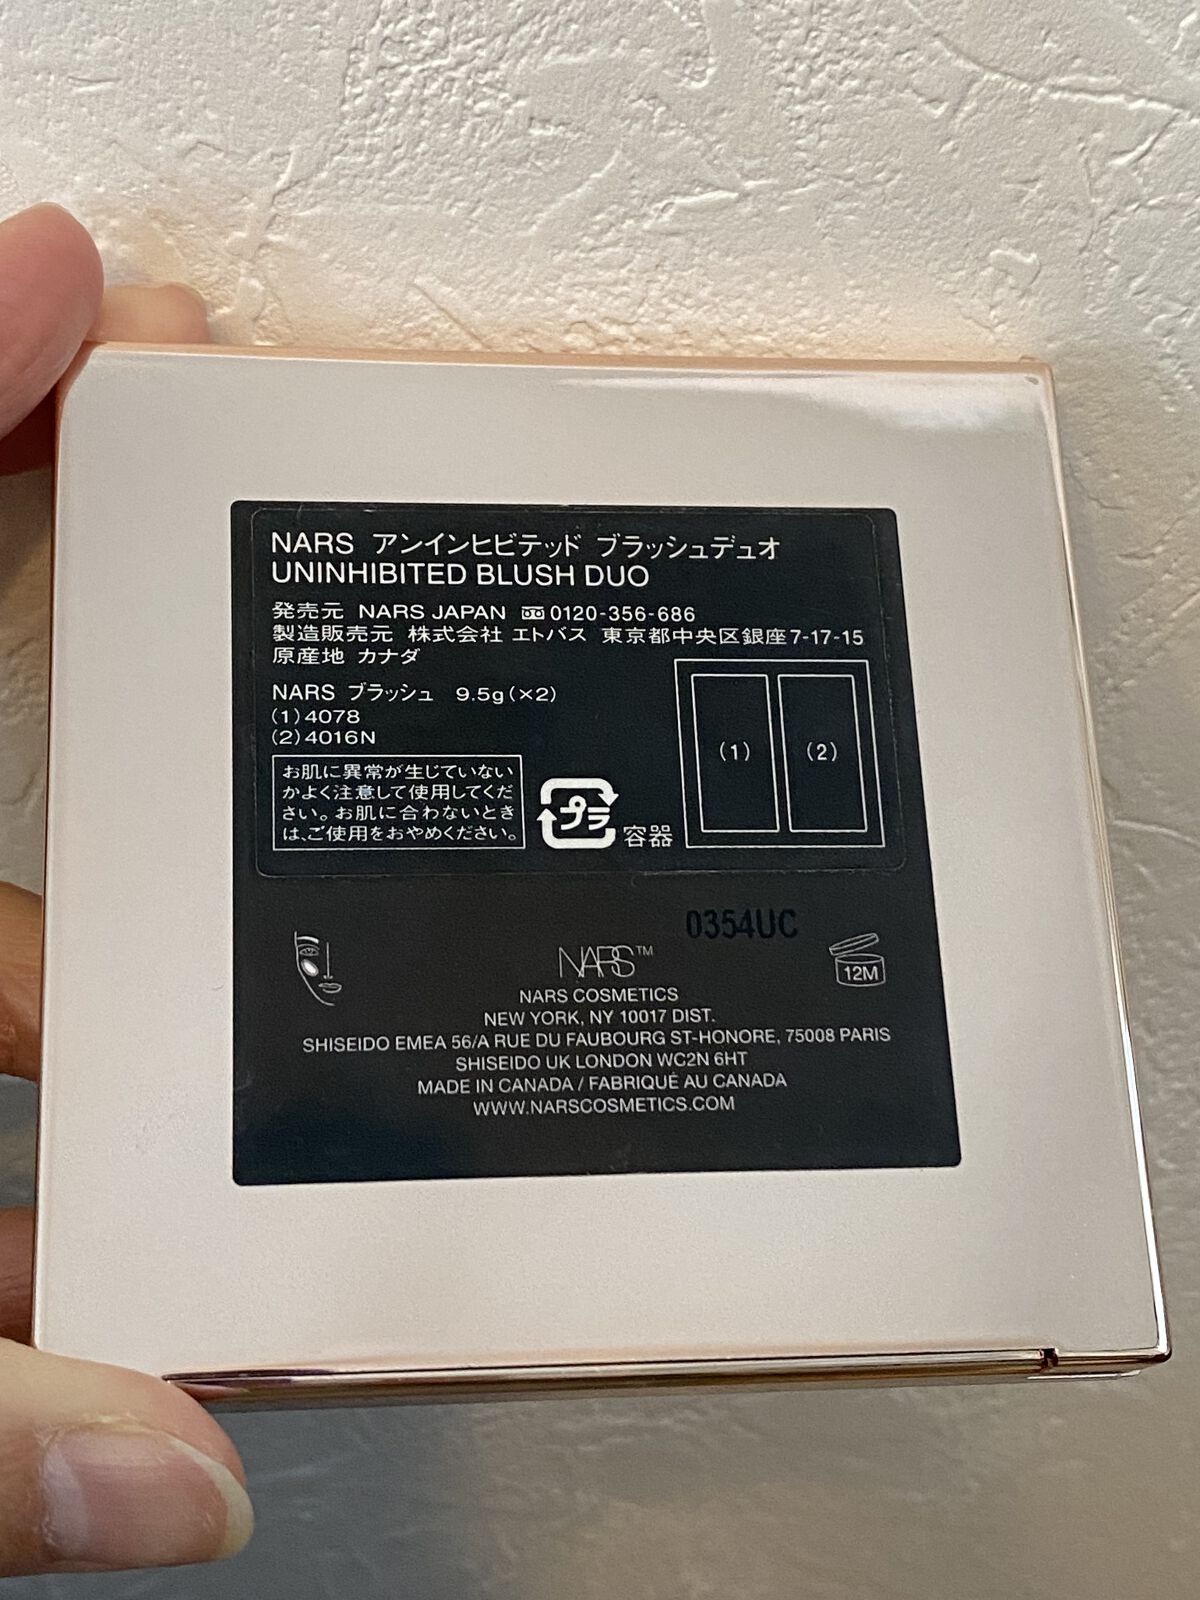 NARS アンインヒビテッド ブラッシュデュオ
UNINHIBITED BLUSH DUO
発売元 NARS JAPAN 0120-356-686
製造販売元 株式会社 エトバス 東京都中央区銀座7-17-15
原産地 カナダ
NARS ブラッシュ 9.5g(×2)
(1)4078
(2)4016N
(1) (2)
お肌に異常が生じていない
かよく注意して使用してくだ
さい。お肌に合わないとき
は、ご使用をおやめください。
プラ 容器
0354UC
NARS™
12M
NARS COSMETICS
NEW YORK, NY 10017 DIST.
SHISEIDO EMEA 56/A RUE DU FAUBOURG ST-HONORE, 75008 PARIS
SHISEIDO UK LONDON WC2N 6HT
MADE IN CANADA / FABRIQUÉ AU CANADA
WWW.NARSCOSMETICS.COM